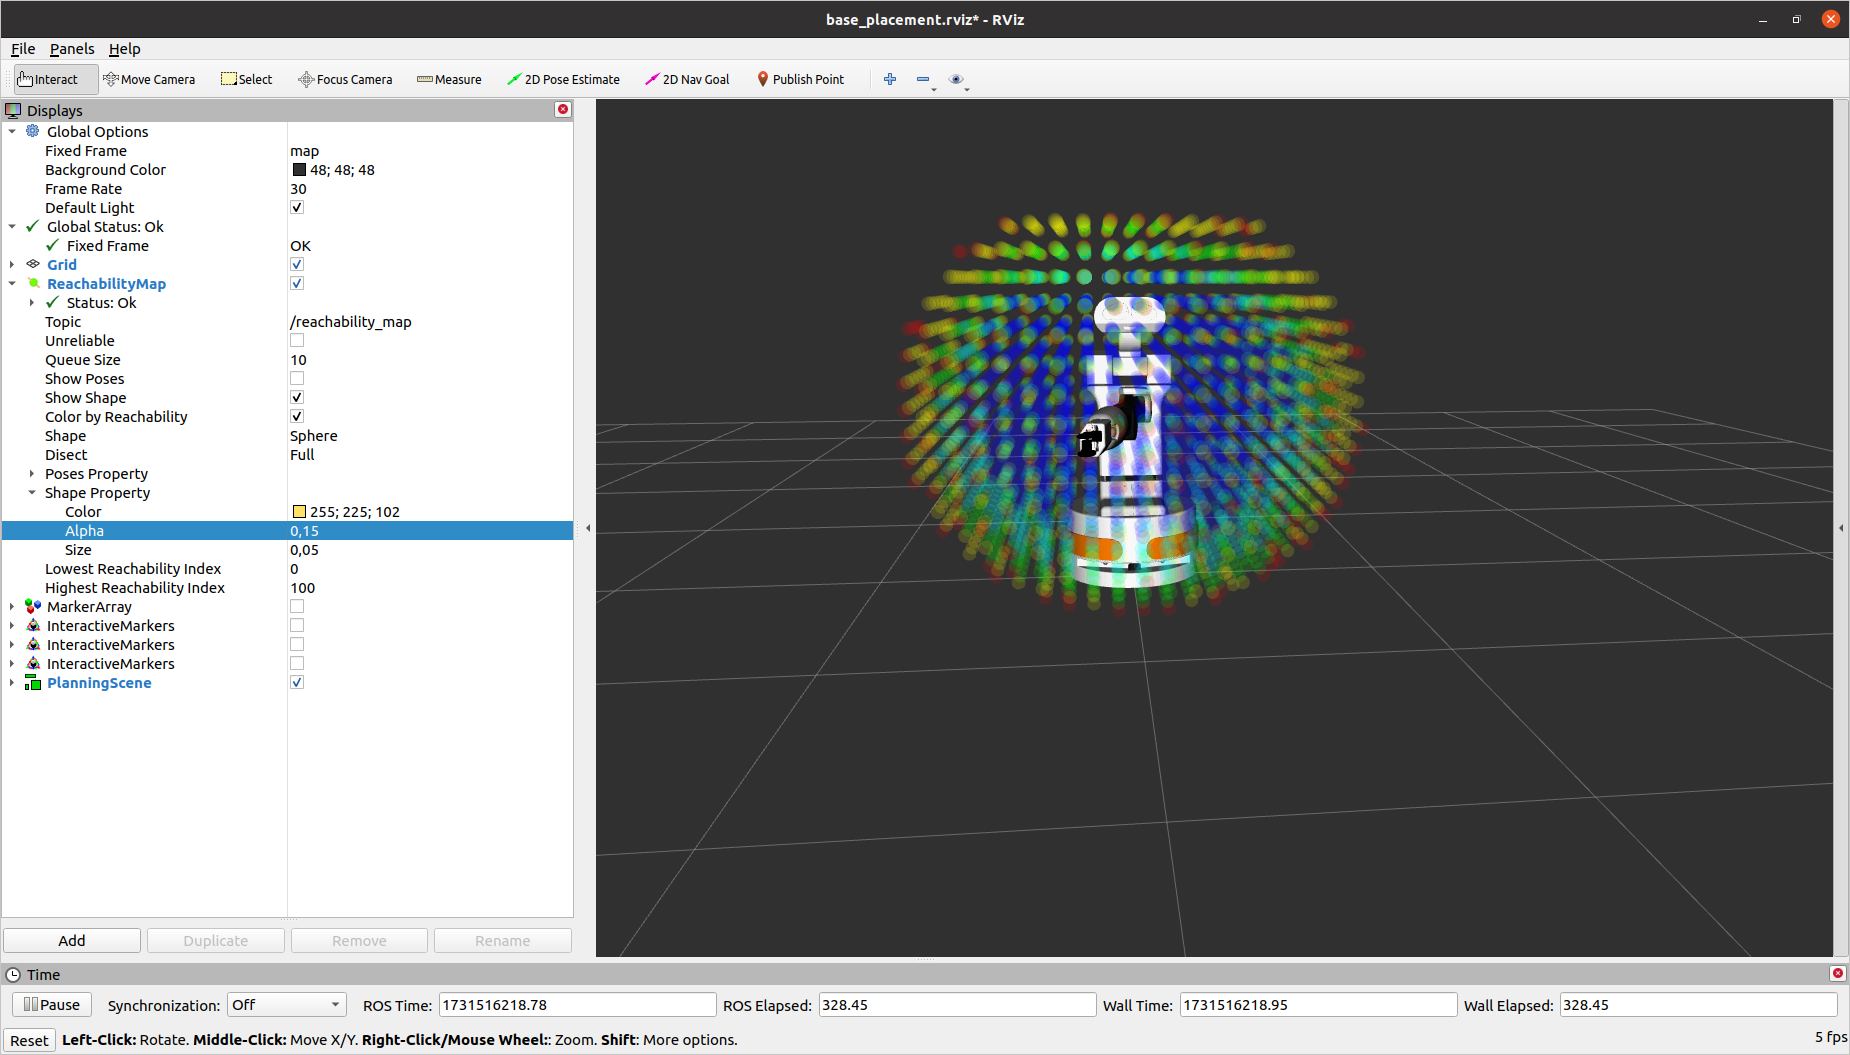 base_placement.rviz* - RViz
File Panels Help
Interact Move Camera Select Focus Camera Measure 2D Pose Estimate 2D Nav Goal Publish Point
Displays
Global Options
Fixed Frame map
Background Color 48; 48; 48
Frame Rate 30
Default Light
Global Status: Ok
Fixed Frame OK
Grid
ReachabilityMap
Status: Ok
Topic /reachability_map
Unreliable
Queue Size 10
Show Poses
Show Shape
Color by Reachability
Shape Sphere
Disect Full
Poses Property
Shape Property
Color 255; 225; 102
Alpha 0,15
Size 0,05
Lowest Reachability Index 0
Highest Reachability Index 100
MarkerArray
InteractiveMarkers
InteractiveMarkers
InteractiveMarkers
PlanningScene
Add Duplicate Remove Rename
Time
Pause Synchronization: Off ROS Time: 1731516218.78 ROS Elapsed: 328.45 Wall Time: 1731516218.95 Wall Elapsed: 328.45
Reset Left-Click: Rotate. Middle-Click: Move X/Y. Right-Click/Mouse Wheel:: Zoom. Shift: More options. 5 fps